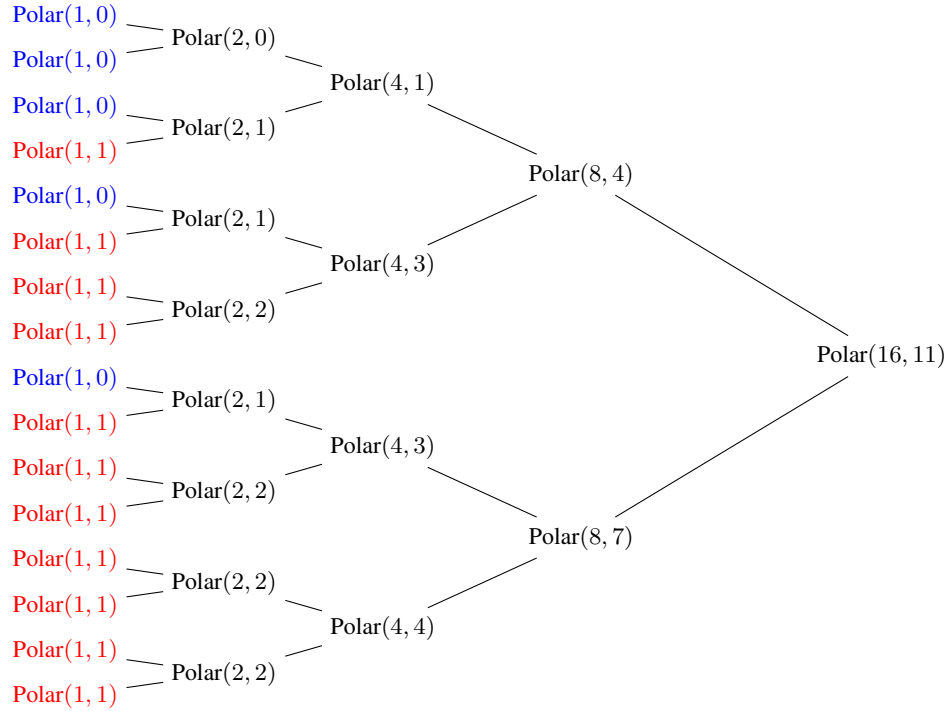 Polar(1, 0)
Polar(2, 0)
Polar(1, 0)
Polar(4, 1)
Polar(1, 0)
Polar(2, 1)
Polar(1, 1)
Polar(8, 4)
Polar(1, 0)
Polar(2, 1)
Polar(1, 1)
Polar(4, 3)
Polar(1, 1)
Polar(2, 2)
Polar(1, 1)
Polar(16, 11)
Polar(1, 0)
Polar(2, 1)
Polar(1, 1)
Polar(4, 3)
Polar(1, 1)
Polar(2, 2)
Polar(1, 1)
Polar(8, 7)
Polar(1, 1)
Polar(2, 2)
Polar(1, 1)
Polar(4, 4)
Polar(1, 1)
Polar(2, 2)
Polar(1, 1)